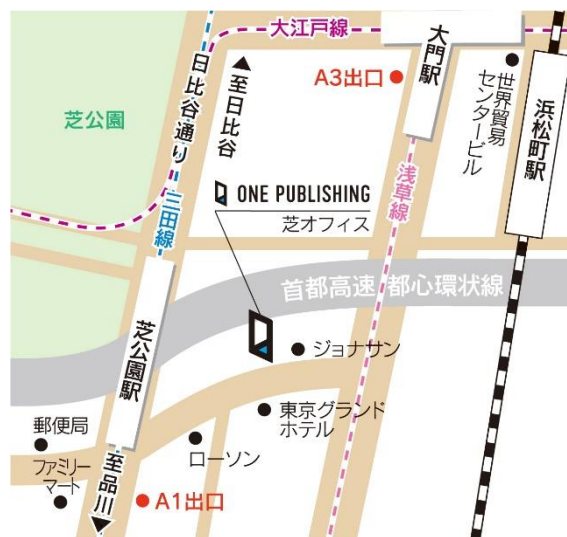 大江戸線
大門駅
A3出口
世界貿易
センタービル
浜松町駅
日比谷通り
至日比谷
芝公園
三田線
浅草線
ONE PUBLISHING
芝オフィス
首都高速 都心環状線
芝公園駅
ジョナサン
東京グランド
ホテル
ローソン
郵便局
ファミリー
マート
至品川
A1出口